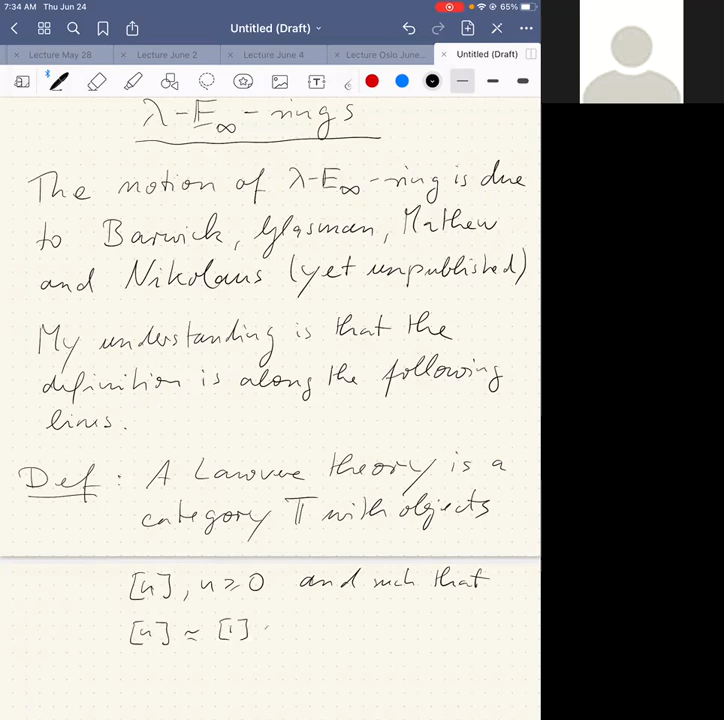 7:34 AM Thu Jun 24
65%
Untitled (Draft)
Lecture May 28
Lecture June 2
Lecture June 4
Lecture Oslo June...
Untitled (Draft)
λ-E∞-rings
The notion of λ-E∞-ring is due
to Barwick, Glasman, Mathew
and Nikolaus (yet unpublished)
My understanding is that the
definition is along the following
lines.
Def: A Lawvere theory is a
category T with objects
[n], n ≥ 0 and such that
[n] ≃ [1]